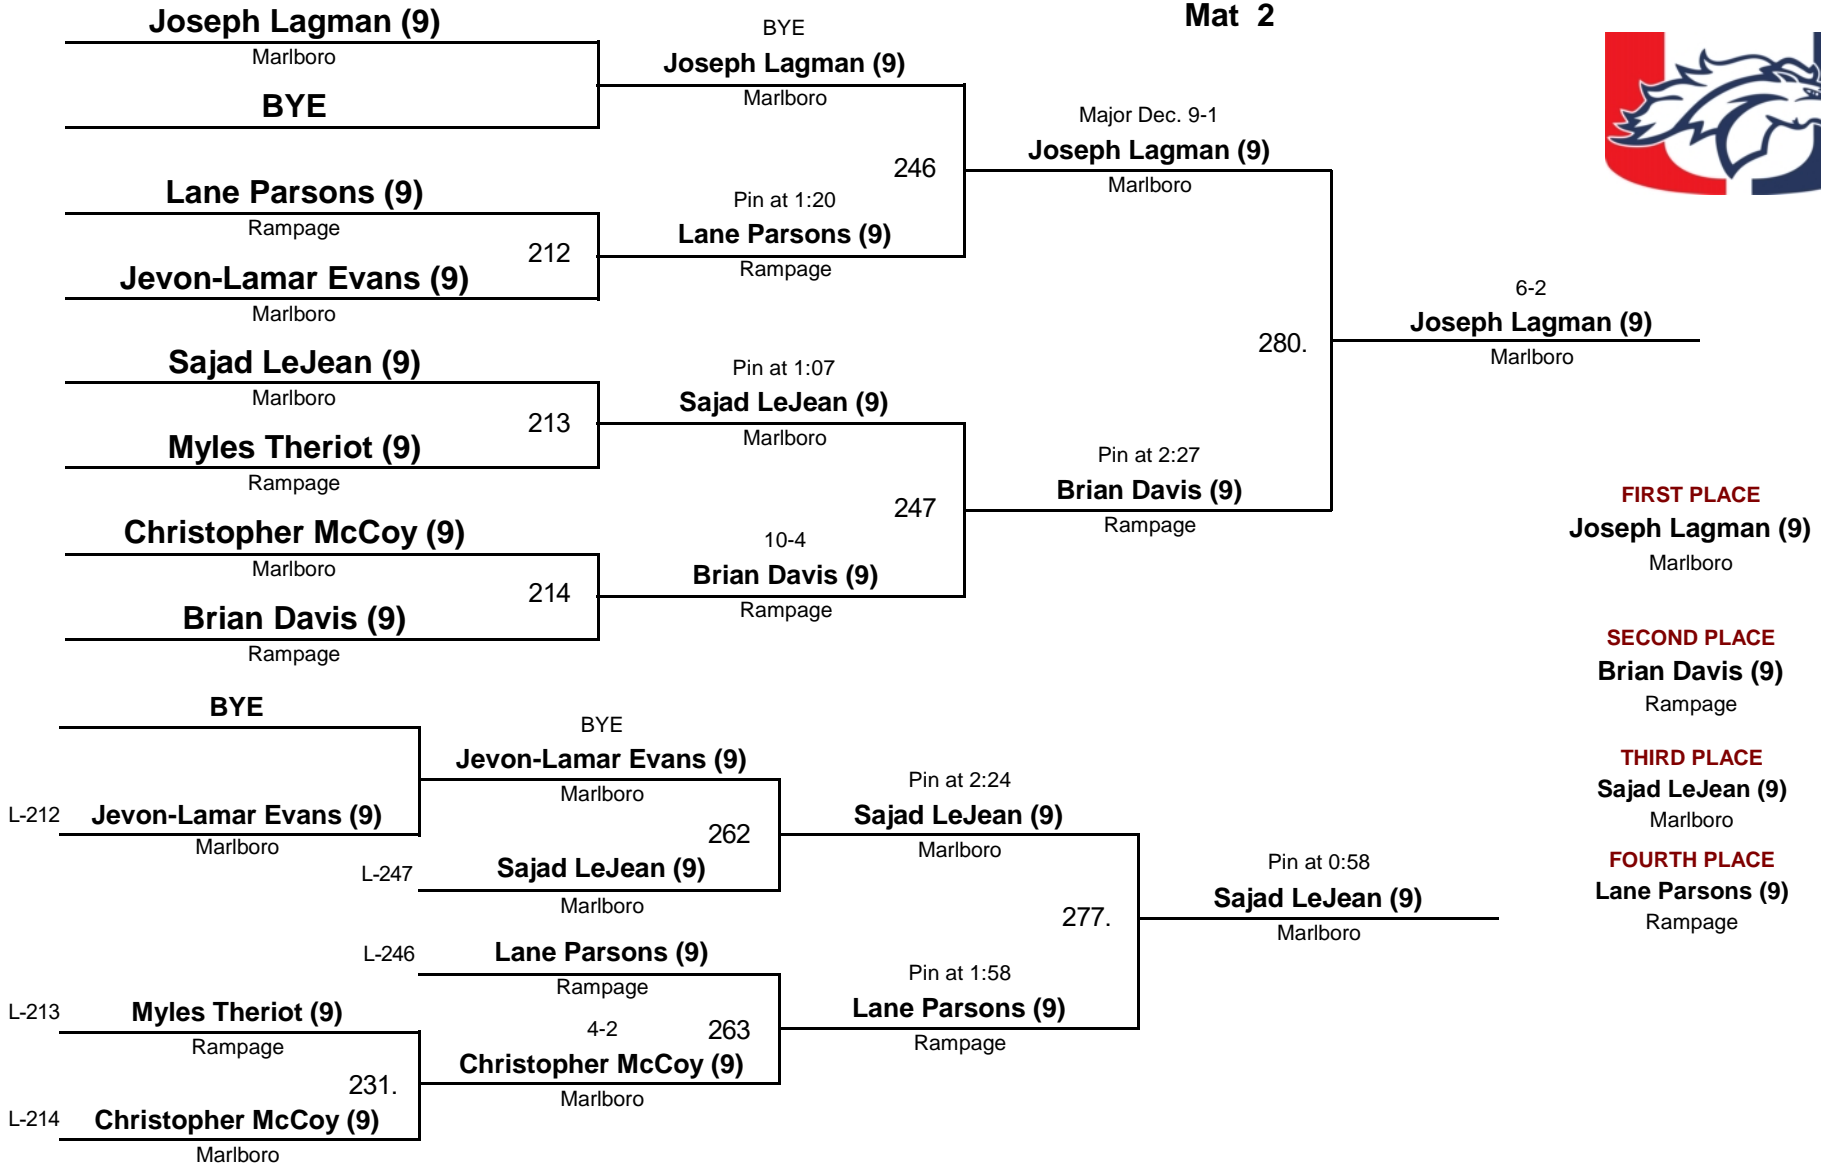 Mat 2
Joseph Lagman (9)
Marlboro
BYE
Lane Parsons (9)
Rampage
212
Jevon-Lamar Evans (9)
Marlboro
Sajad LeJean (9)
Marlboro
213
Myles Theriot (9)
Rampage
Christopher McCoy (9)
Marlboro
214
Brian Davis (9)
Rampage
BYE
Joseph Lagman (9)
Marlboro
246
Pin at 1:20
Lane Parsons (9)
Rampage
Pin at 1:07
Sajad LeJean (9)
Marlboro
247
10-4
Brian Davis (9)
Rampage
Major Dec. 9-1
Joseph Lagman (9)
Marlboro
280.
Pin at 2:27
Brian Davis (9)
Rampage
6-2
Joseph Lagman (9)
Marlboro
FIRST PLACE
Joseph Lagman (9)
Marlboro
SECOND PLACE
Brian Davis (9)
Rampage
THIRD PLACE
Sajad LeJean (9)
Marlboro
FOURTH PLACE
Lane Parsons (9)
Rampage
BYE
L-212 Jevon-Lamar Evans (9)
Marlboro
L-213 Myles Theriot (9)
Rampage
231.
L-214 Christopher McCoy (9)
Marlboro
BYE
Jevon-Lamar Evans (9)
Marlboro
262
L-247 Sajad LeJean (9)
Marlboro
L-246 Lane Parsons (9)
Rampage
4-2
263
Christopher McCoy (9)
Marlboro
Pin at 2:24
Sajad LeJean (9)
Marlboro
277.
Pin at 1:58
Lane Parsons (9)
Rampage
Pin at 0:58
Sajad LeJean (9)
Marlboro